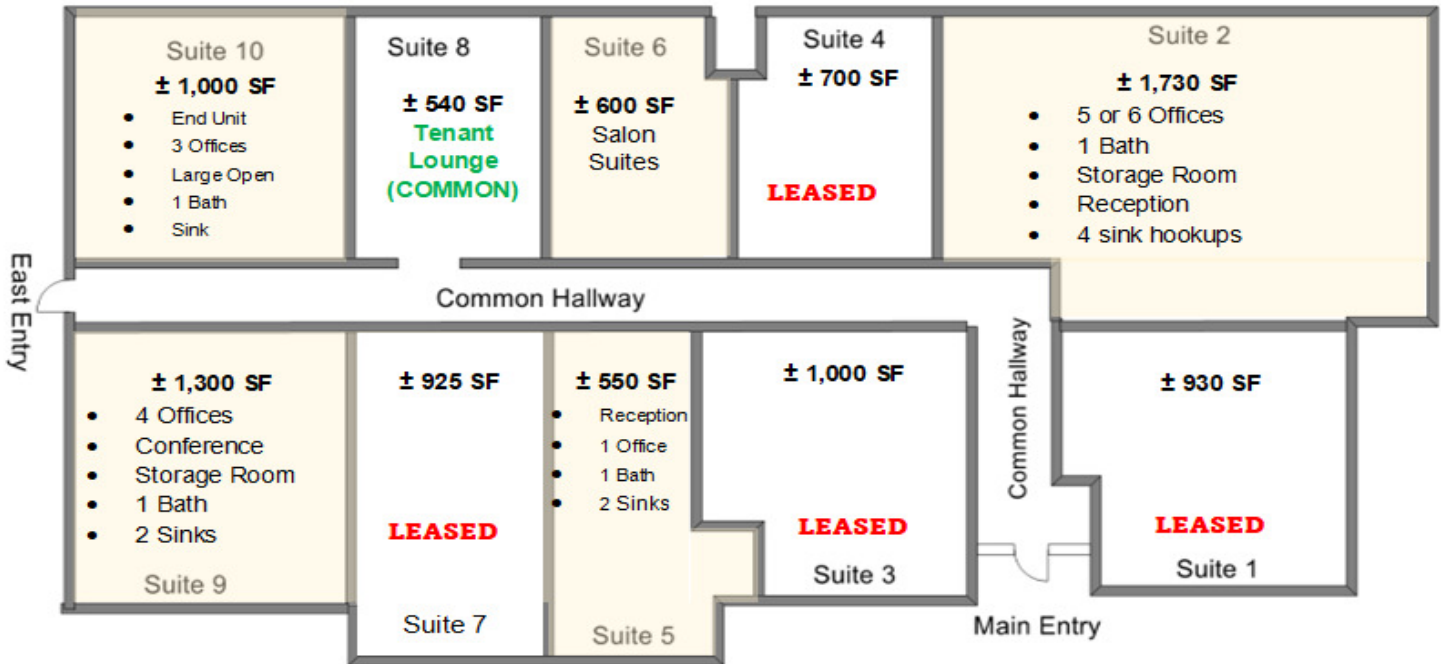 Suite 10
± 1,000 SF
• End Unit
• 3 Offices
• Large Open
• 1 Bath
• Sink
Suite 8
± 540 SF
Tenant
Lounge
(COMMON)
Suite 6
± 600 SF
Salon
Suites
Suite 4
± 700 SF
LEASED
Suite 2
± 1,730 SF
• 5 or 6 Offices
• 1 Bath
• Storage Room
• Reception
• 4 sink hookups
East Entry
Common Hallway
Common Hallway
± 1,300 SF
• 4 Offices
• Conference
• Storage Room
• 1 Bath
• 2 Sinks
Suite 9
± 925 SF
LEASED
Suite 7
± 550 SF
• Reception
• 1 Office
• 1 Bath
• 2 Sinks
Suite 5
± 1,000 SF
LEASED
Suite 3
± 930 SF
LEASED
Suite 1
Main Entry